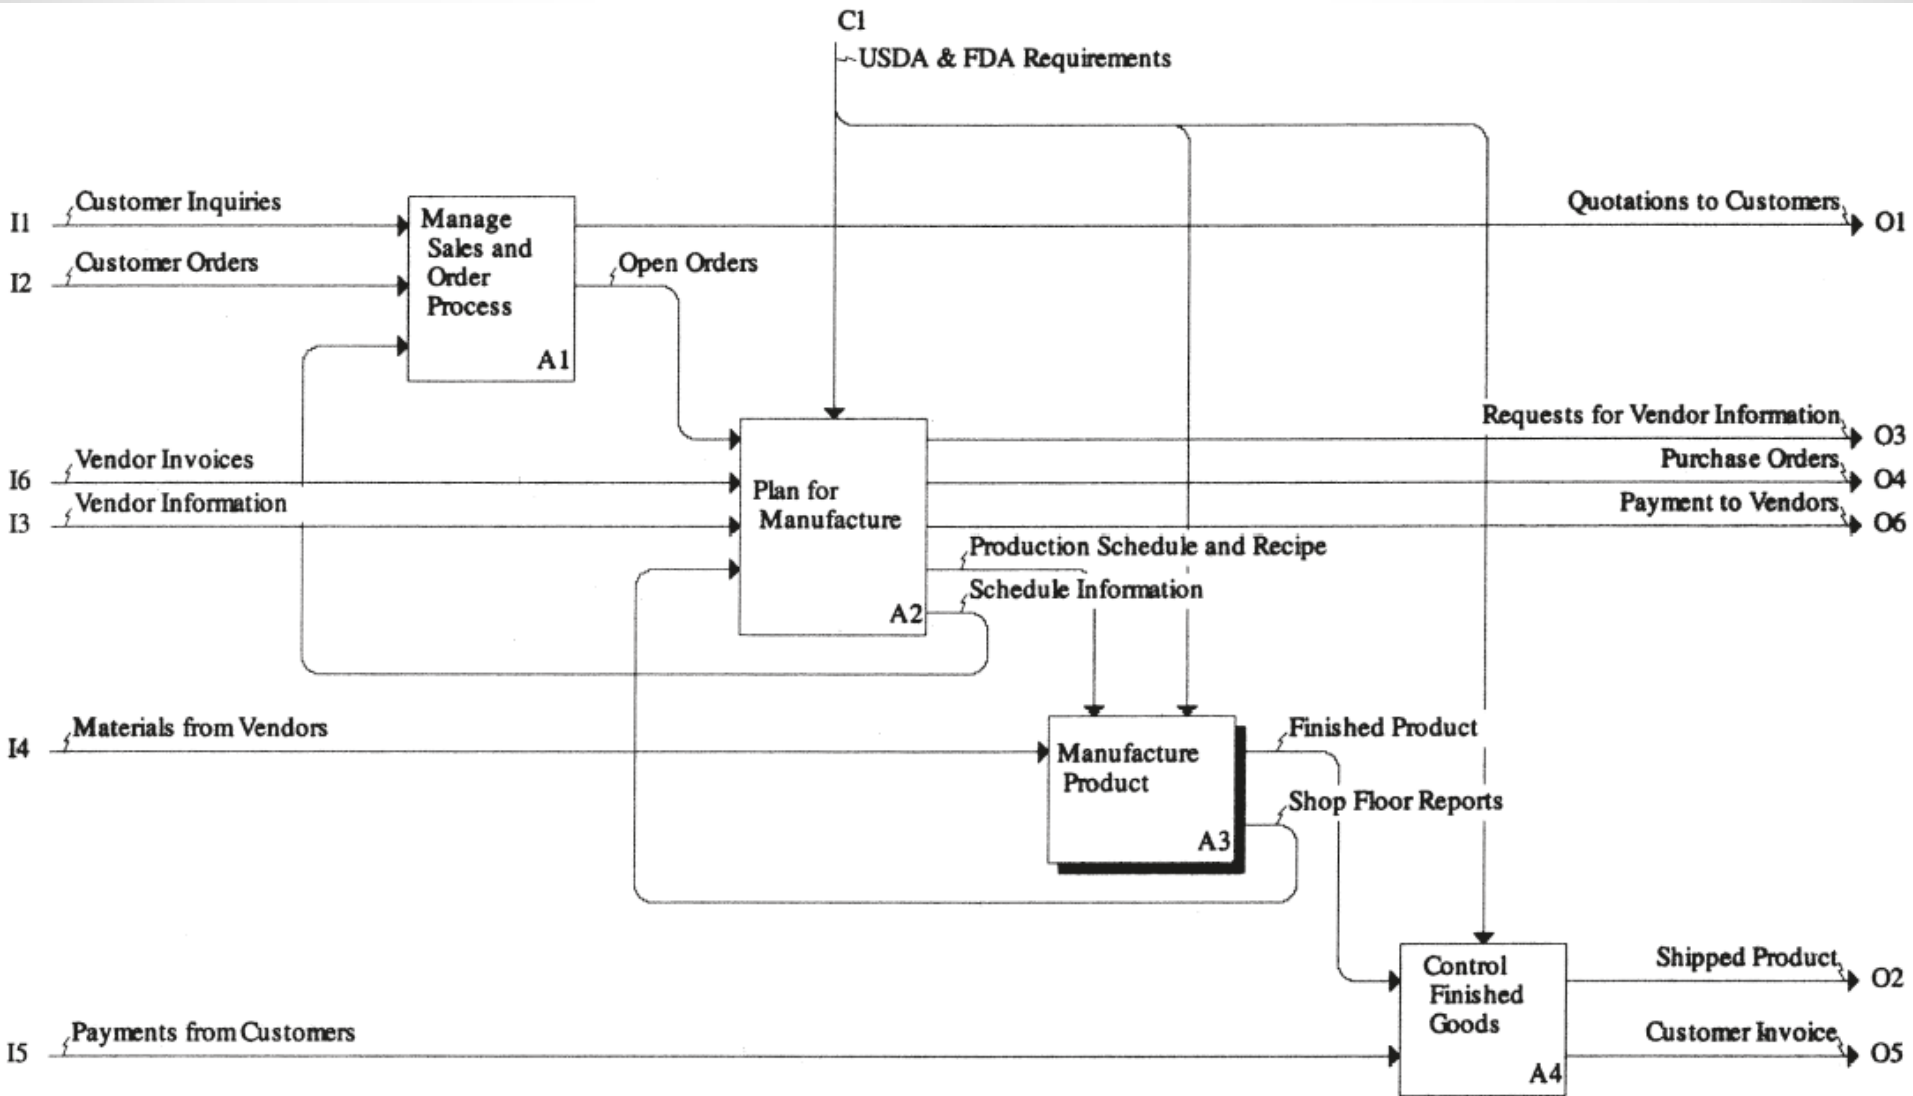 C1
USDA & FDA Requirements
I1
Customer Inquiries
I2
Customer Orders
Manage
Sales and
Order
Process
A1
Open Orders
Quotations to Customers
O1
I6
Vendor Invoices
I3
Vendor Information
Plan for
Manufacture
A2
Requests for Vendor Information
O3
Purchase Orders
O4
Payment to Vendors
O6
Production Schedule and Recipe
Schedule Information
I4
Materials from Vendors
Manufacture
Product
A3
Finished Product
Shop Floor Reports
I5
Payments from Customers
Control
Finished
Goods
A4
Shipped Product
O2
Customer Invoice
O5